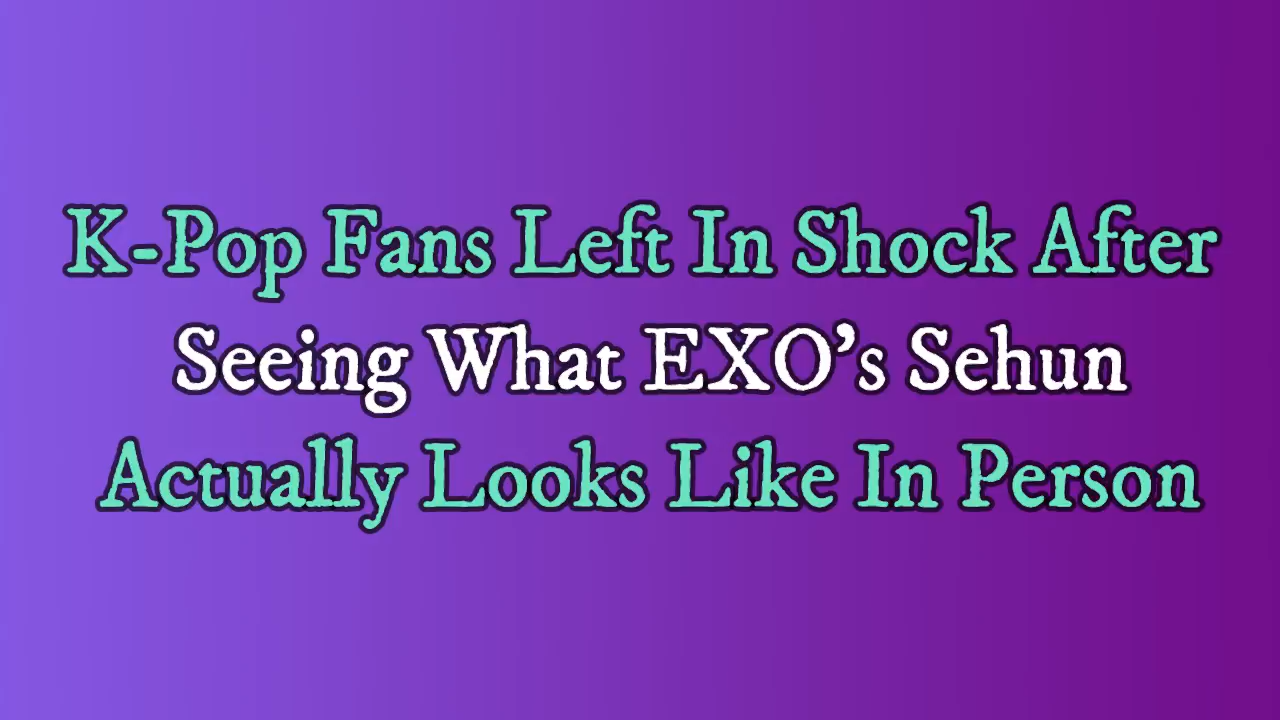 K-Pop Fans Left In Shock After
Seeing What EXO’s Sehun
Actually Looks Like In Person